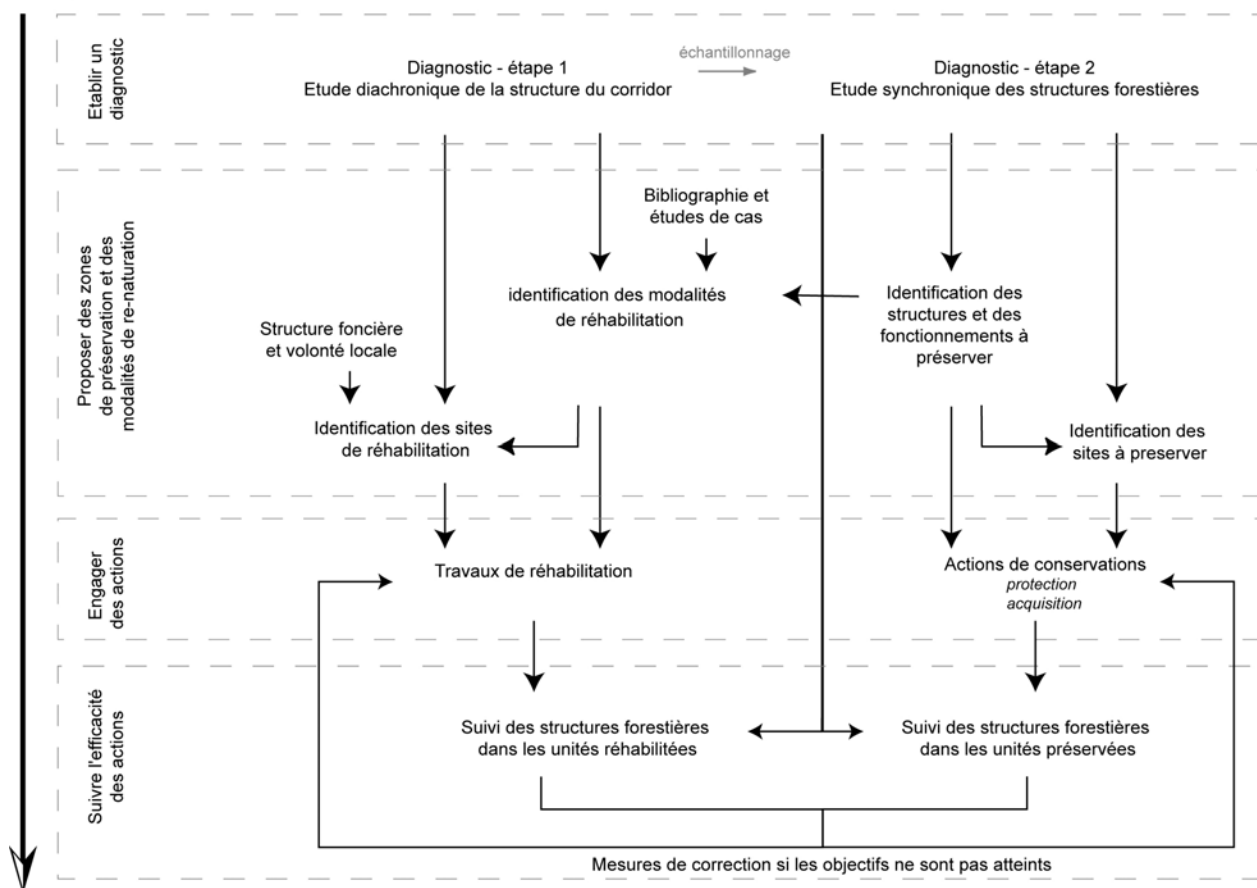 Etablir un
diagnostic
échantillonnage
Diagnostic - étape 1
Etude diachronique de la structure du corridor
Diagnostic - étape 2
Etude synchronique des structures forestières
Proposer des zones
de préservation et des
modalités de re-naturation
Bibliographie et
études de cas
identification des modalités
de réhabilitation
Identification des
structures et des
fonctionnements à
préserver
Structure foncière
et volonté locale
Identification des sites
de réhabilitation
Identification des
sites à preserver
Engager
des actions
Travaux de réhabilitation
Actions de conservations
protection
acquisition
Suivre l'efficacité
des actions
Suivi des structures forestières
dans les unités réhabilitées
Suivi des structures forestières
dans les unités préservées
Mesures de correction si les objectifs ne sont pas atteints